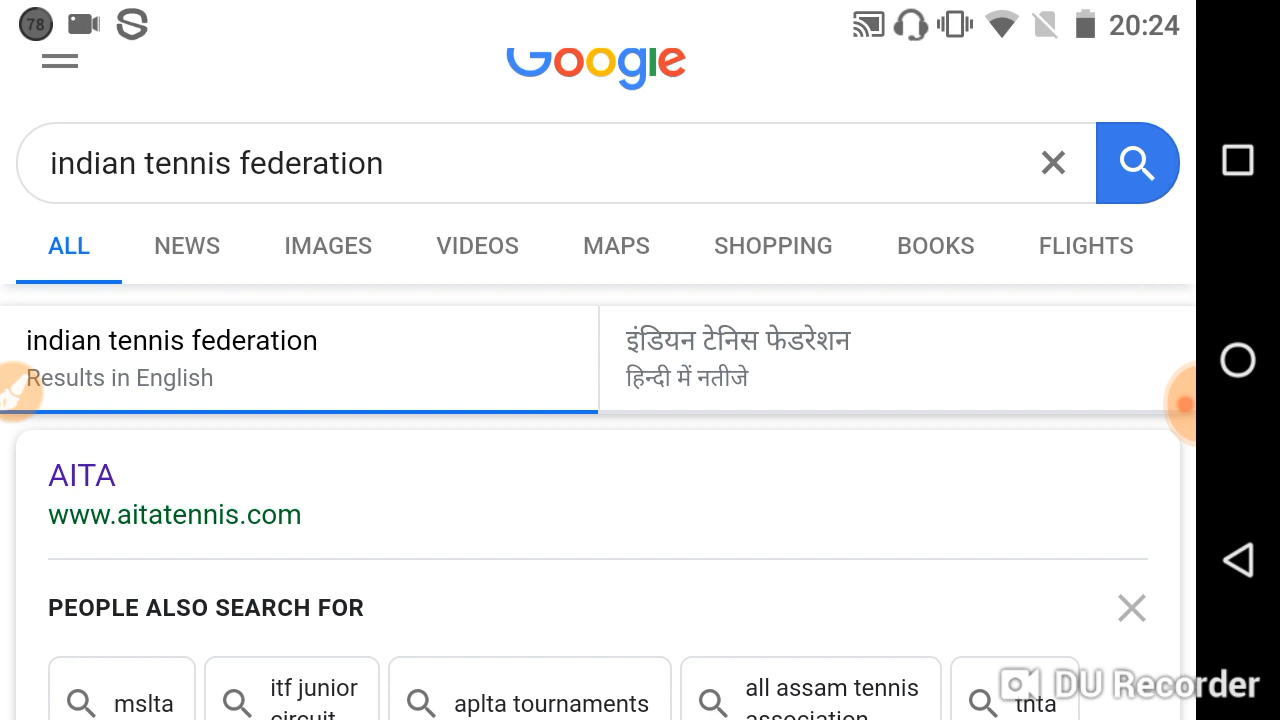 78
20:24
Google
indian tennis federation
ALL NEWS IMAGES VIDEOS MAPS SHOPPING BOOKS FLIGHTS
indian tennis federation
Results in English
इंडियन टेनिस फेडरेशन
हिन्दी में नतीजे
AITA
www.aitatennis.com
PEOPLE ALSO SEARCH FOR
mslta
itf junior
circuit
aplta tournaments
all assam tennis
association
tnta
DU Recorder